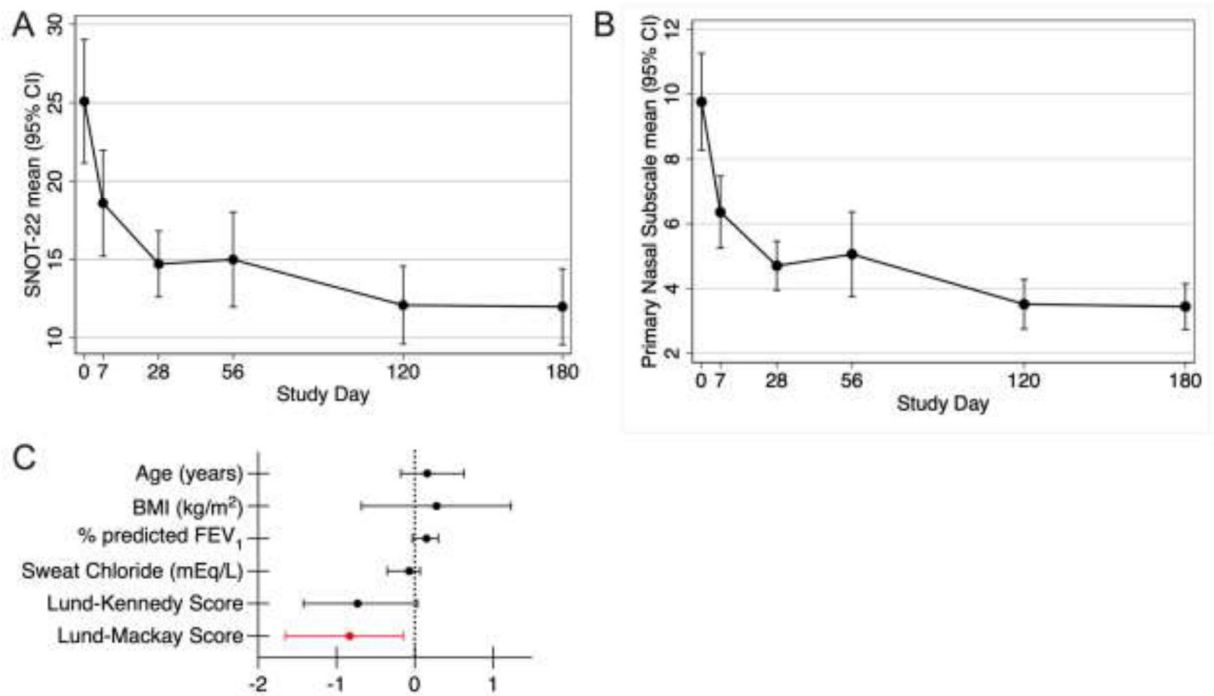 A
SNOT-22 mean (95% CI)
30
25
20
15
10
0 7 28 56 120 180
Study Day
B
Primary Nasal Subscale mean (95% CI)
12
10
8
6
4
2
0 7 28 56 120 180
Study Day
C
Age (years)
BMI (kg/m²)
% predicted FEV₁
Sweat Chloride (mEq/L)
Lund-Kennedy Score
Lund-Mackay Score
-2 -1 0 1